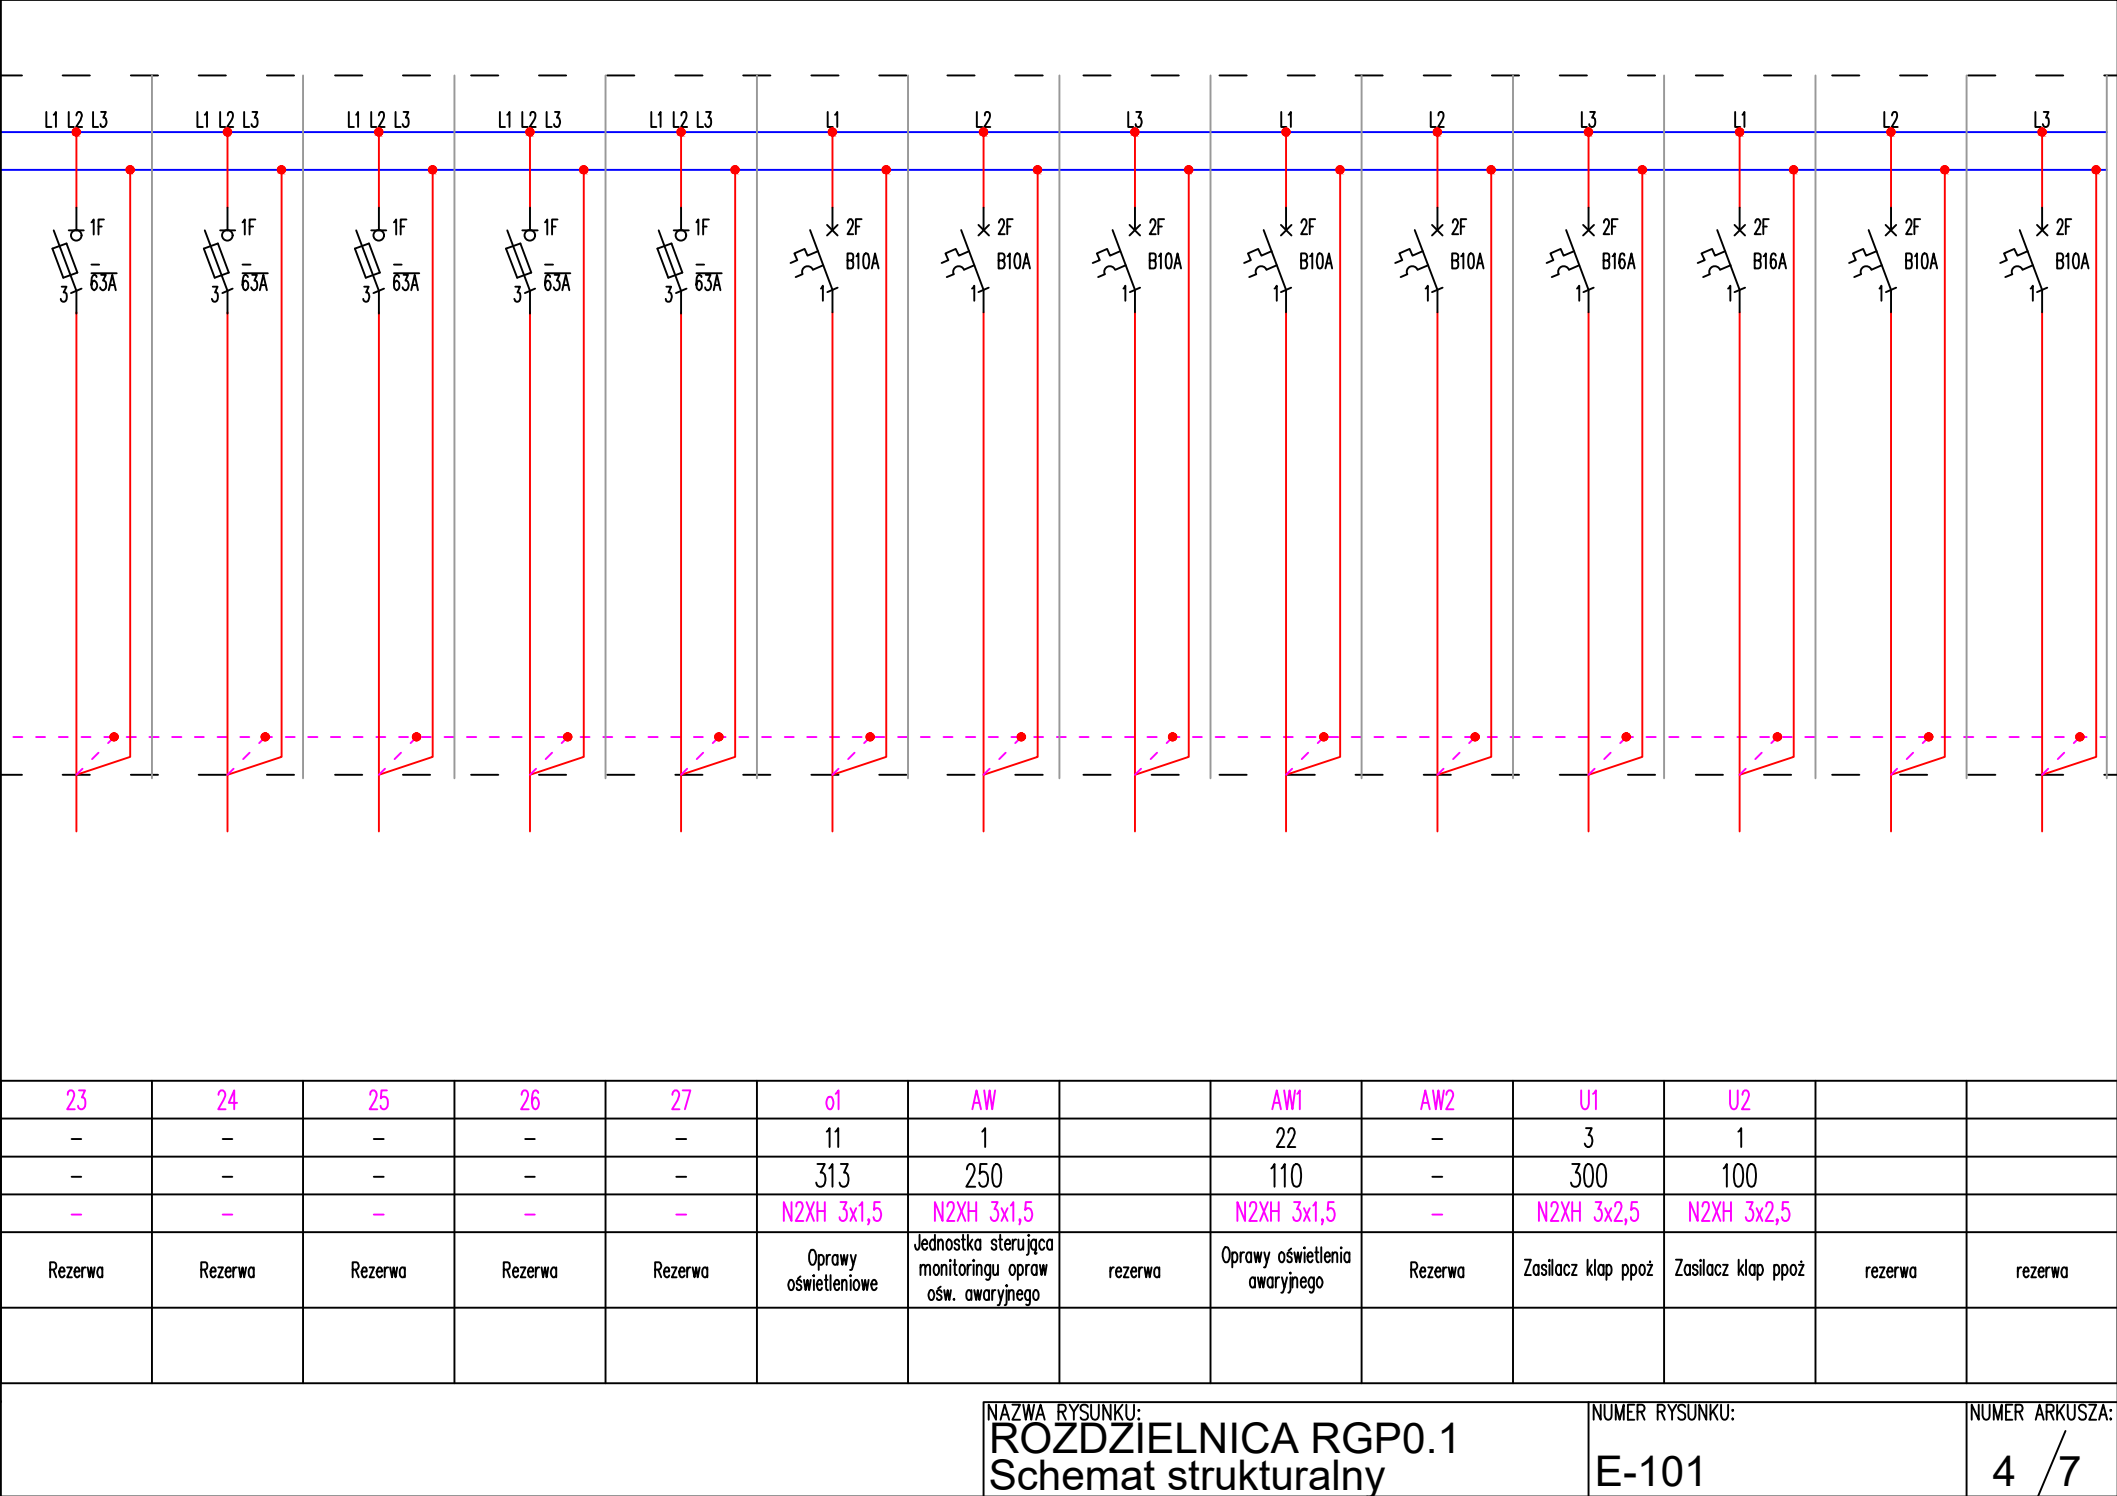 L1 L2 L3 L1 L2 L3 L1 L2 L3 L1 L2 L3 L1 L2 L3 L1 L2 L3 L1 L2 L3 L1 L2 L3
1F 1F 1F 1F 1F 2F 2F 2F 2F 2F 2F 2F 2F 2F
– – – – – B10A B10A B10A B10A B10A B16A B16A B10A B10A
63A 63A 63A 63A 63A
3 3 3 3 3 1 1 1 1 1 1 1 1 1
23 24 25 26 27 o1 AW AW1 AW2 U1 U2
– – – – – 11 1 22 – 3 1
– – – – – 313 250 110 – 300 100
– – – – – N2XH 3x1,5 N2XH 3x1,5 N2XH 3x1,5 – N2XH 3x2,5 N2XH 3x2,5
Rezerwa
Rezerwa
Rezerwa
Rezerwa
Rezerwa
Oprawy
oświetleniowe
Jednostka sterująca
monitoringu opraw
ośw. awaryjnego
rezerwa
Oprawy oświetlenia
awaryjnego
Rezerwa
Zasilacz klap ppoż
Zasilacz klap ppoż
rezerwa
rezerwa
NAZWA RYSUNKU:
ROZDZIELNICA RGP0.1
Schemat strukturalny
NUMER RYSUNKU:
E-101
NUMER ARKUSZA:
4 / 7